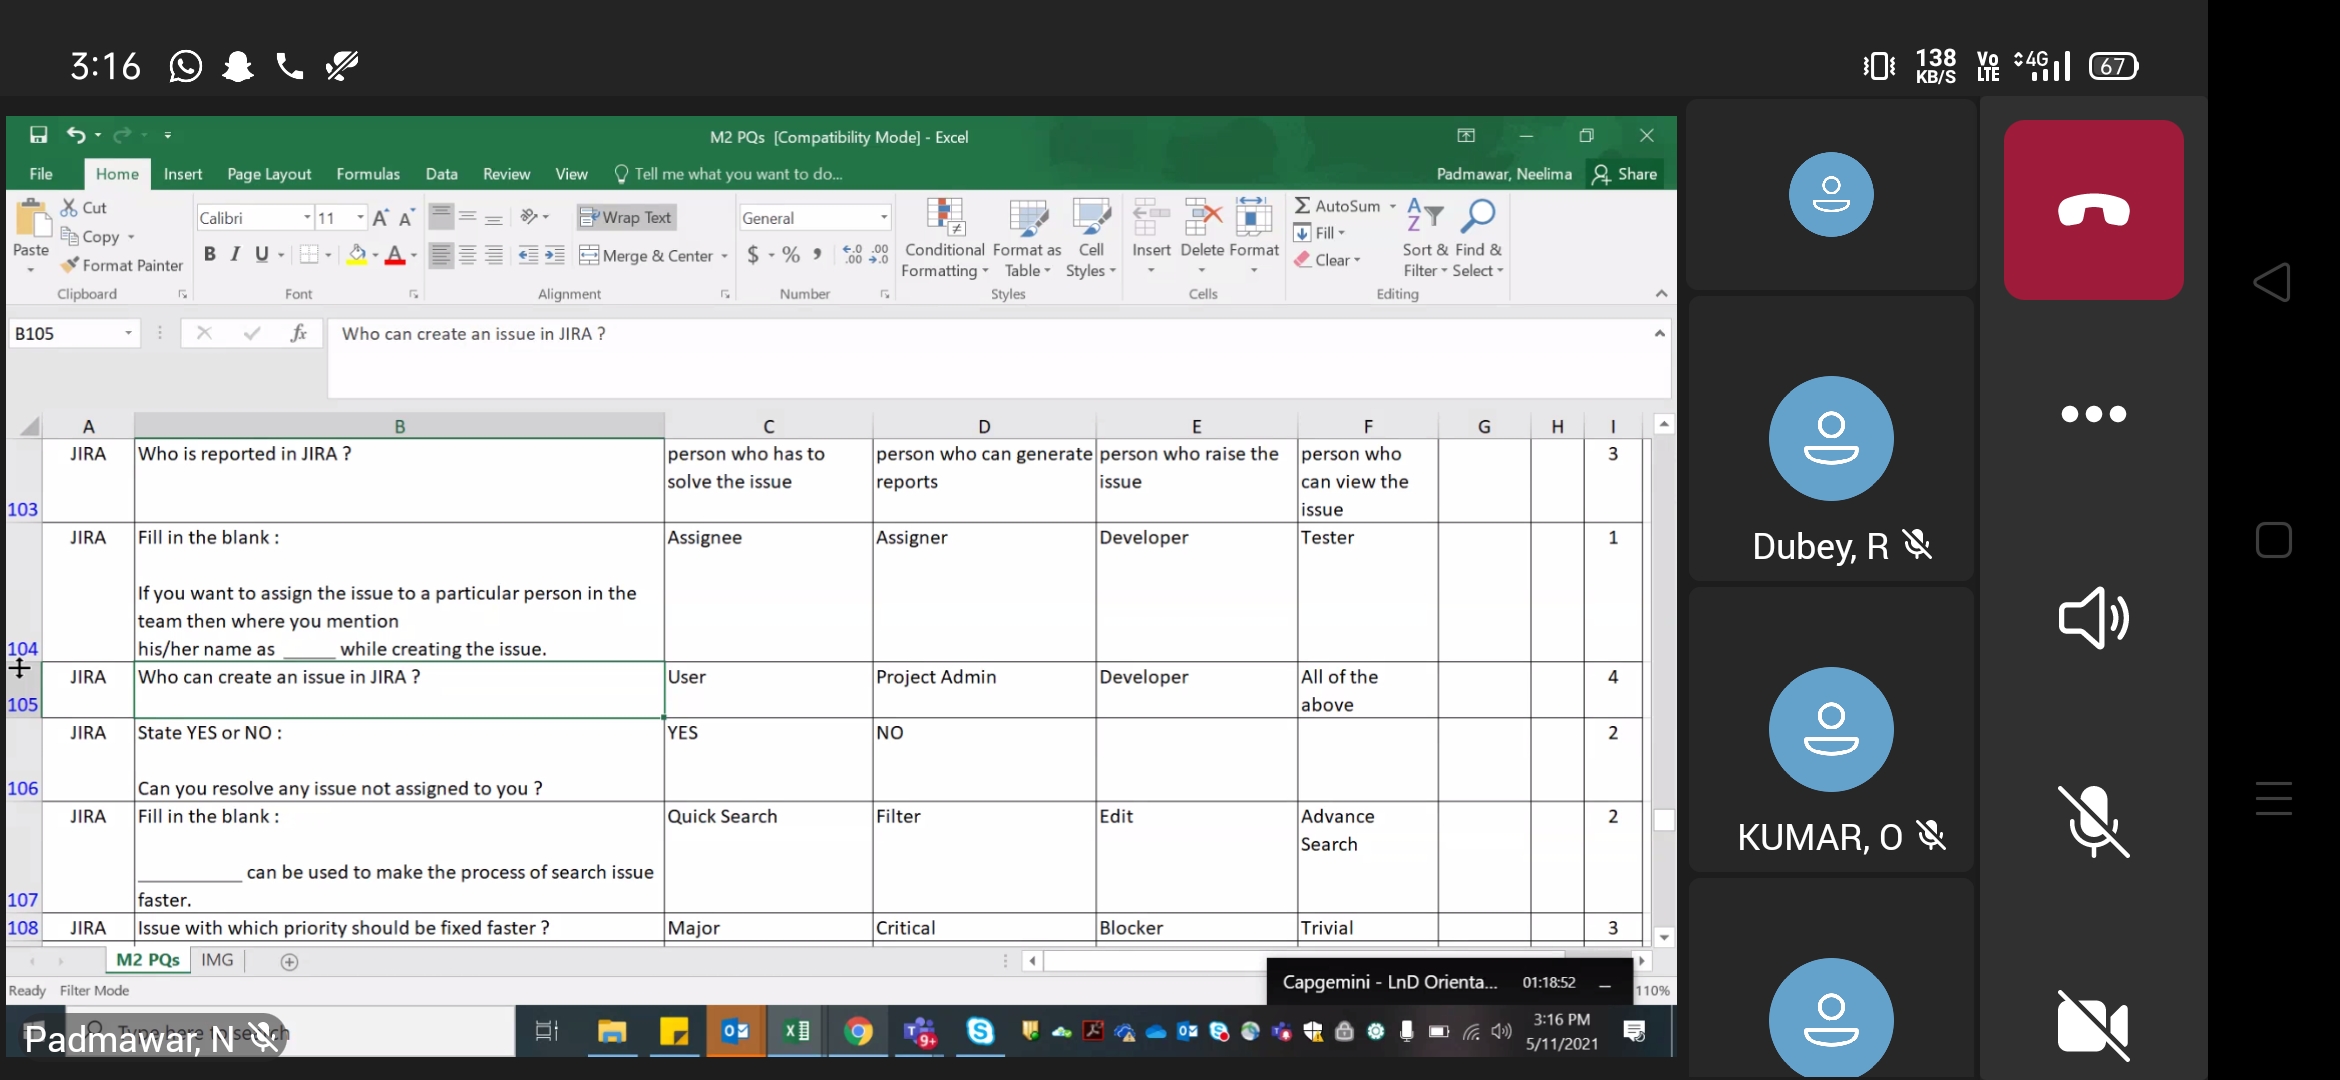 3:16
138 KB/S Vo LTE 4G 67
M2 PQs [Compatibility Mode] - Excel
File Home Insert Page Layout Formulas Data Review View Tell me what you want to do... Padmawar, Neelima Share
Paste Cut Copy Format Painter
Clipboard
Calibri 11 A A
B I U A
Font
Wrap Text
Merge & Center
Alignment
General
$ % , .0 .00 .00 .0
Number
Conditional Formatting Format as Table Cell Styles
Styles
Insert Delete Format
Cells
AutoSum Fill Clear
Sort & Filter Find & Select
Editing
B105 fx Who can create an issue in JIRA ?
A B C D E F G H I
103 JIRA Who is reported in JIRA ? person who has to solve the issue person who can generate reports person who raise the issue person who can view the issue 3
104 JIRA Fill in the blank :
If you want to assign the issue to a particular person in the
team then where you mention
his/her name as _____ while creating the issue. Assignee Assigner Developer Tester 1
105 JIRA Who can create an issue in JIRA ? User Project Admin Developer All of the above 4
106 JIRA State YES or NO :
Can you resolve any issue not assigned to you ? YES NO 2
107 JIRA Fill in the blank :
__________ can be used to make the process of search issue
faster. Quick Search Filter Edit Advance Search 2
108 JIRA Issue with which priority should be fixed faster ? Major Critical Blocker Trivial 3
M2 PQs IMG
Ready Filter Mode
Capgemini - LnD Orienta... 01:18:52
110%
Type here to search
Padmawar, N
9+
3:16 PM
5/11/2021
Dubey, R
KUMAR, O